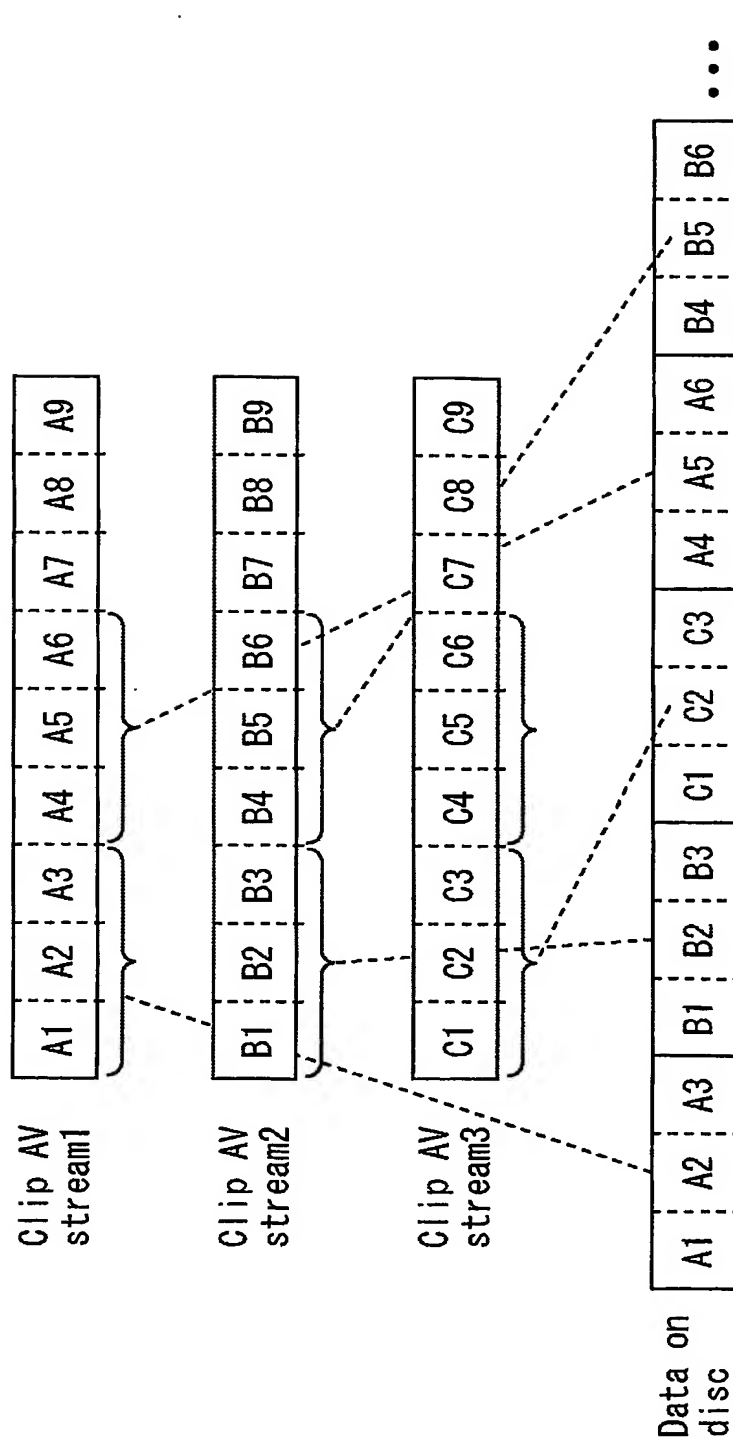 Clip AV
stream1
A1 A2 A3 A4 A5 A6 A7 A8 A9
Clip AV
stream2
B1 B2 B3 B4 B5 B6 B7 B8 B9
Clip AV
stream3
C1 C2 C3 C4 C5 C6 C7 C8 C9
Data on
disc
A1 A2 A3 B1 B2 B3 C1 C2 C3 A4 A5 A6 B4 B5 B6 •••